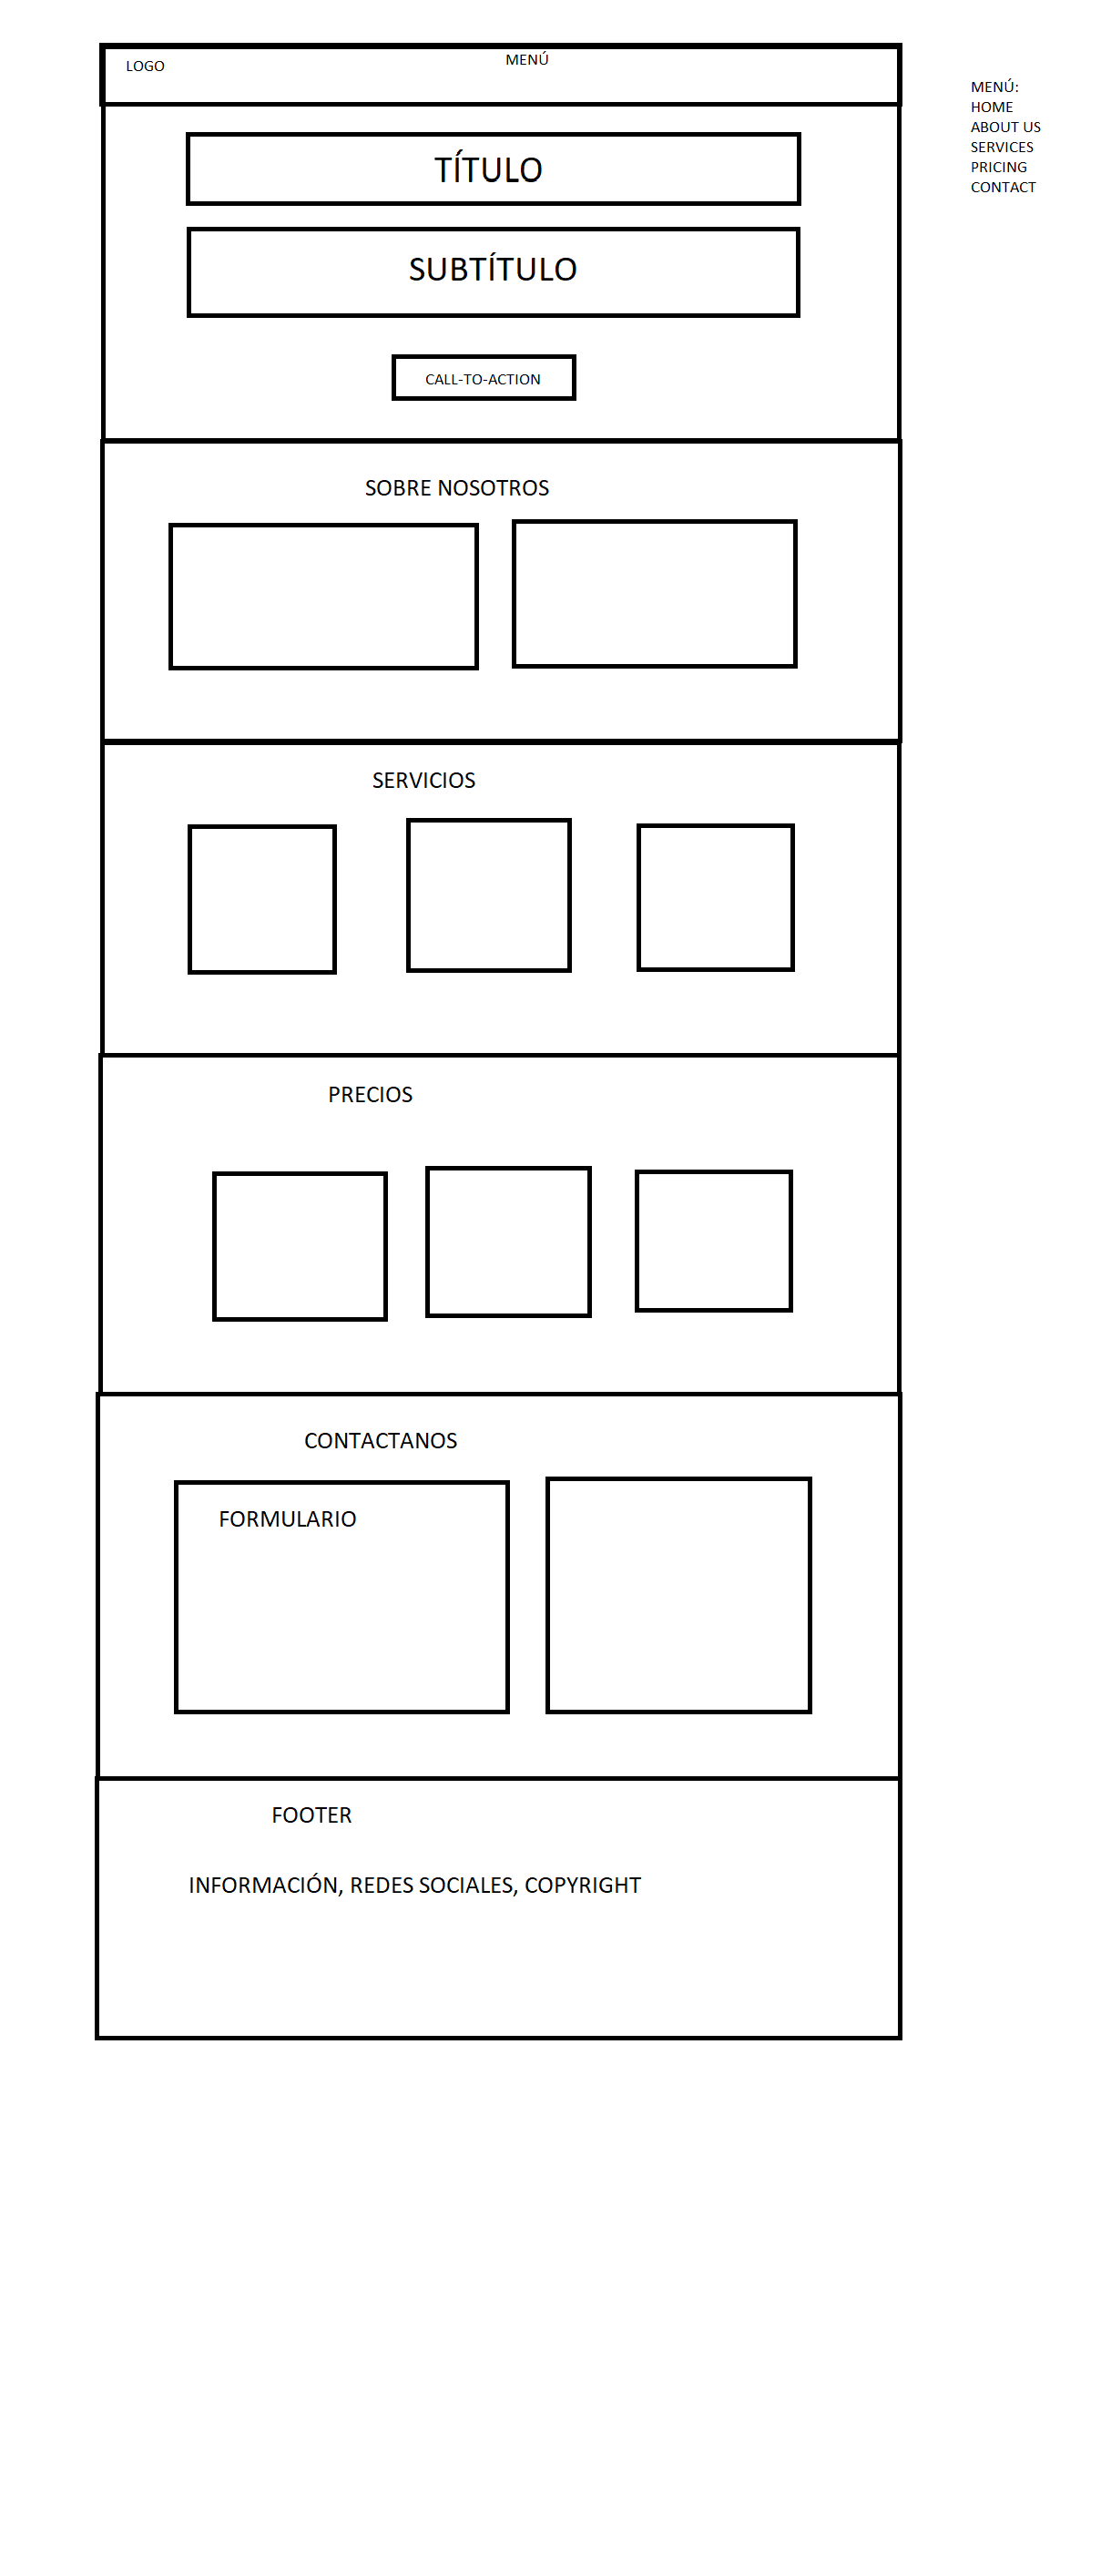 LOGO
MENÚ
MENÚ:
HOME
ABOUT US
SERVICES
PRICING
CONTACT
TÍTULO
SUBTÍTULO
CALL-TO-ACTION
SOBRE NOSOTROS
SERVICIOS
PRECIOS
CONTACTANOS
FORMULARIO
FOOTER
INFORMACIÓN, REDES SOCIALES, COPYRIGHT